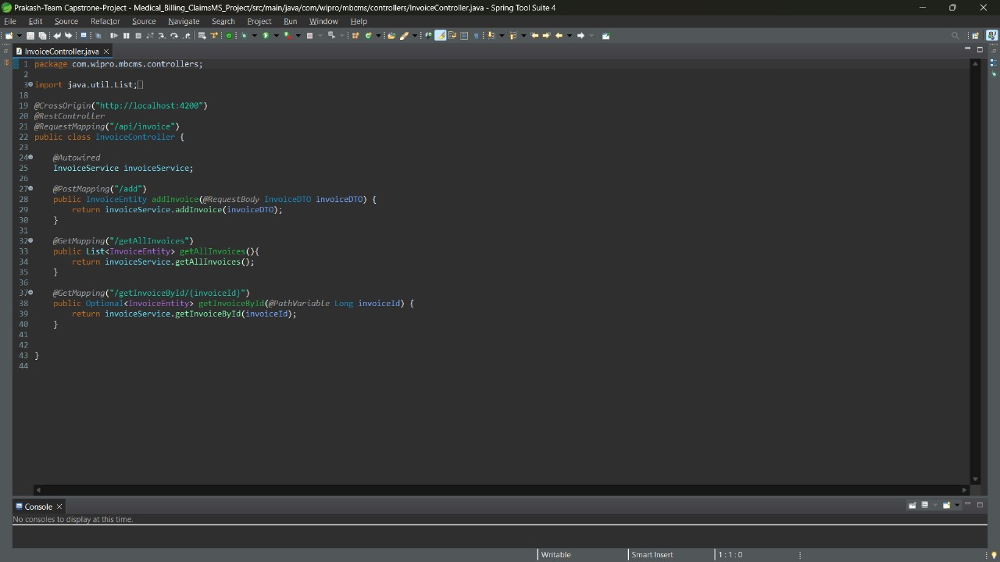 Prakash-Team Capstone-Project - Medical_Billing_ClaimsMS_Project/src/main/java/com/wipro/mbcms/controllers/InvoiceController.java - Spring Tool Suite 4
File Edit Source Refactor Source Navigate Search Project Run Window Help
InvoiceController.java
1 package com.wipro.mbcms.controllers;
2
3 import java.util.List;
18
19 @CrossOrigin("http://localhost:4200")
20 @RestController
21 @RequestMapping("/api/invoice")
22 public class InvoiceController {
23
24 @Autowired
25 InvoiceService invoiceService;
26
27 @PostMapping("/add")
28 public InvoiceEntity addInvoice(@RequestBody InvoiceDTO invoiceDTO) {
29 return invoiceService.addInvoice(invoiceDTO);
30 }
31
32 @GetMapping("/getAllInvoices")
33 public List<InvoiceEntity> getAllInvoices(){
34 return invoiceService.getAllInvoices();
35 }
36
37 @GetMapping("/getInvoiceById/{invoiceId}")
38 public Optional<InvoiceEntity> getInvoiceById(@PathVariable Long invoiceId) {
39 return invoiceService.getInvoiceById(invoiceId);
40 }
41
42
43 }
44
Console
No consoles to display at this time.
Writable Smart Insert 1 : 1 : 0